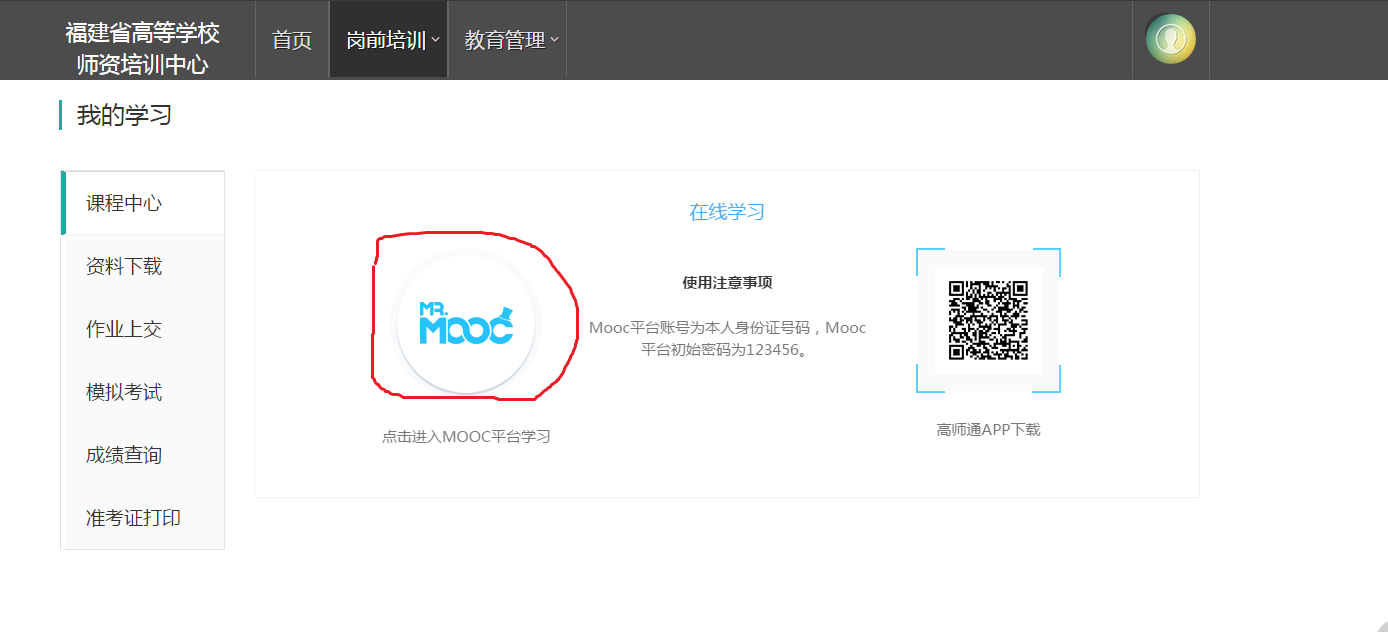 福建省高等学校
师资培训中心
首页
岗前培训
教育管理
我的学习
课程中心
资料下载
作业上交
模拟考试
成绩查询
准考证打印
在线学习
MR.
MOOC
使用注意事项
Mooc平台账号为本人身份证号码，Mooc
平台初始密码为123456。
点击进入MOOC平台学习
高师通APP下载